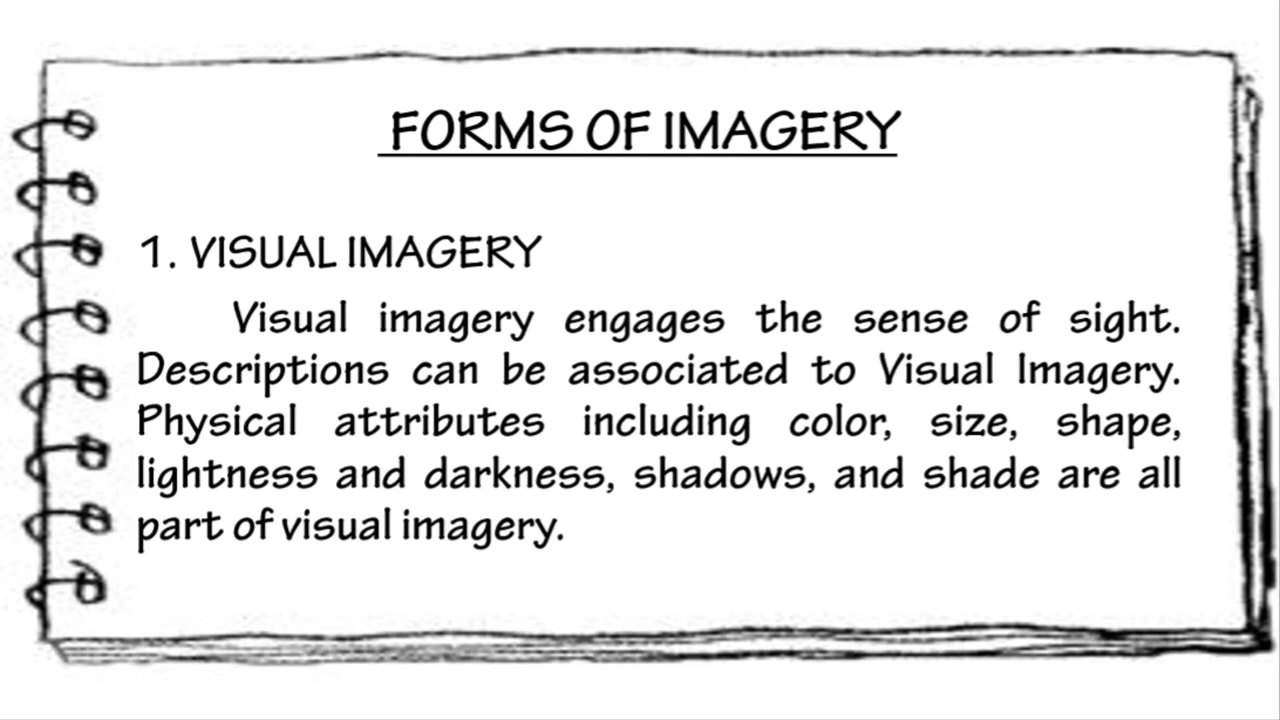 FORMS OF IMAGERY
1. VISUAL IMAGERY
Visual imagery engages the sense of sight.
Descriptions can be associated to Visual Imagery.
Physical attributes including color, size, shape,
lightness and darkness, shadows, and shade are all
part of visual imagery.